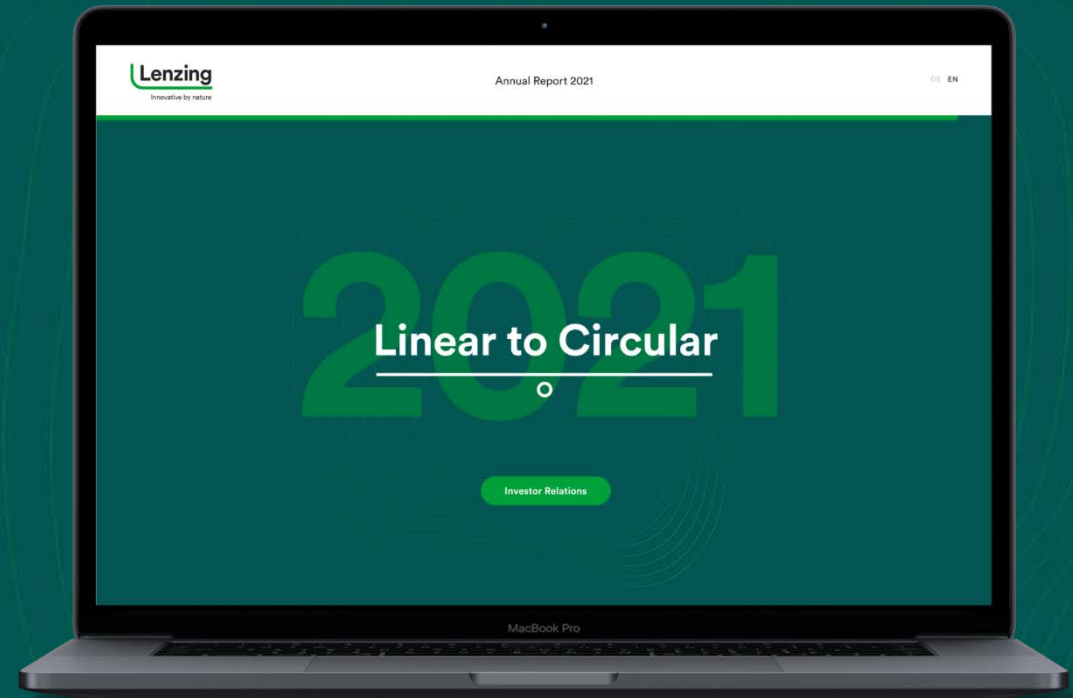 Lenzing
Innovative by nature
Annual Report 2021
DE EN
2021
Linear to Circular
Investor Relations
MacBook Pro